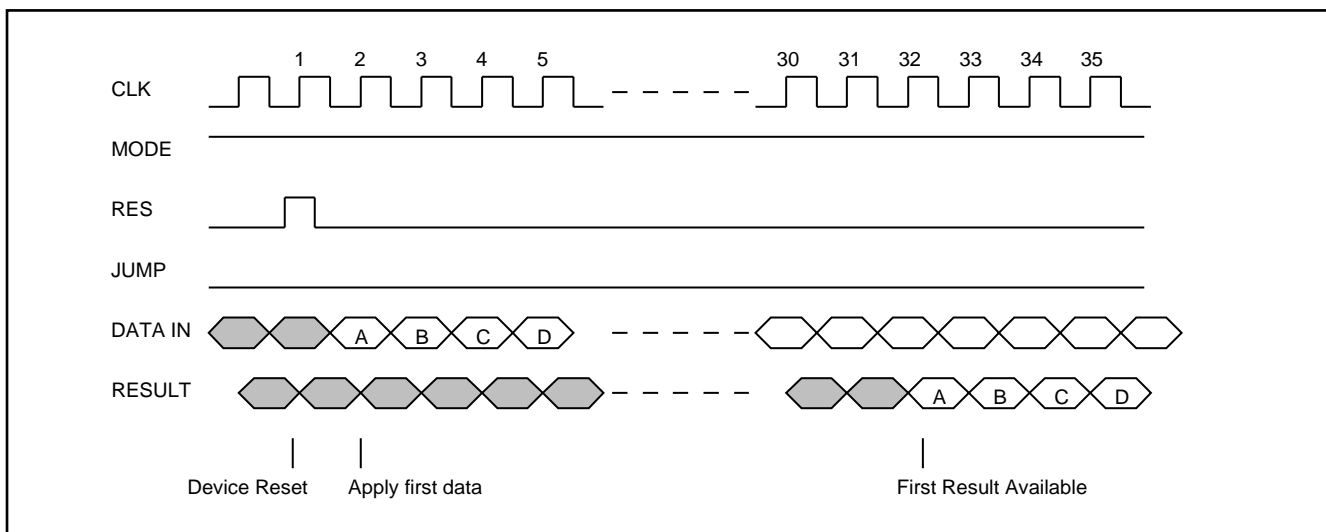 1 2 3 4 5 30 31 32 33 34 35
CLK
MODE
RES
JUMP
DATA IN A B C D
RESULT A B C D
Device Reset Apply first data First Result Available